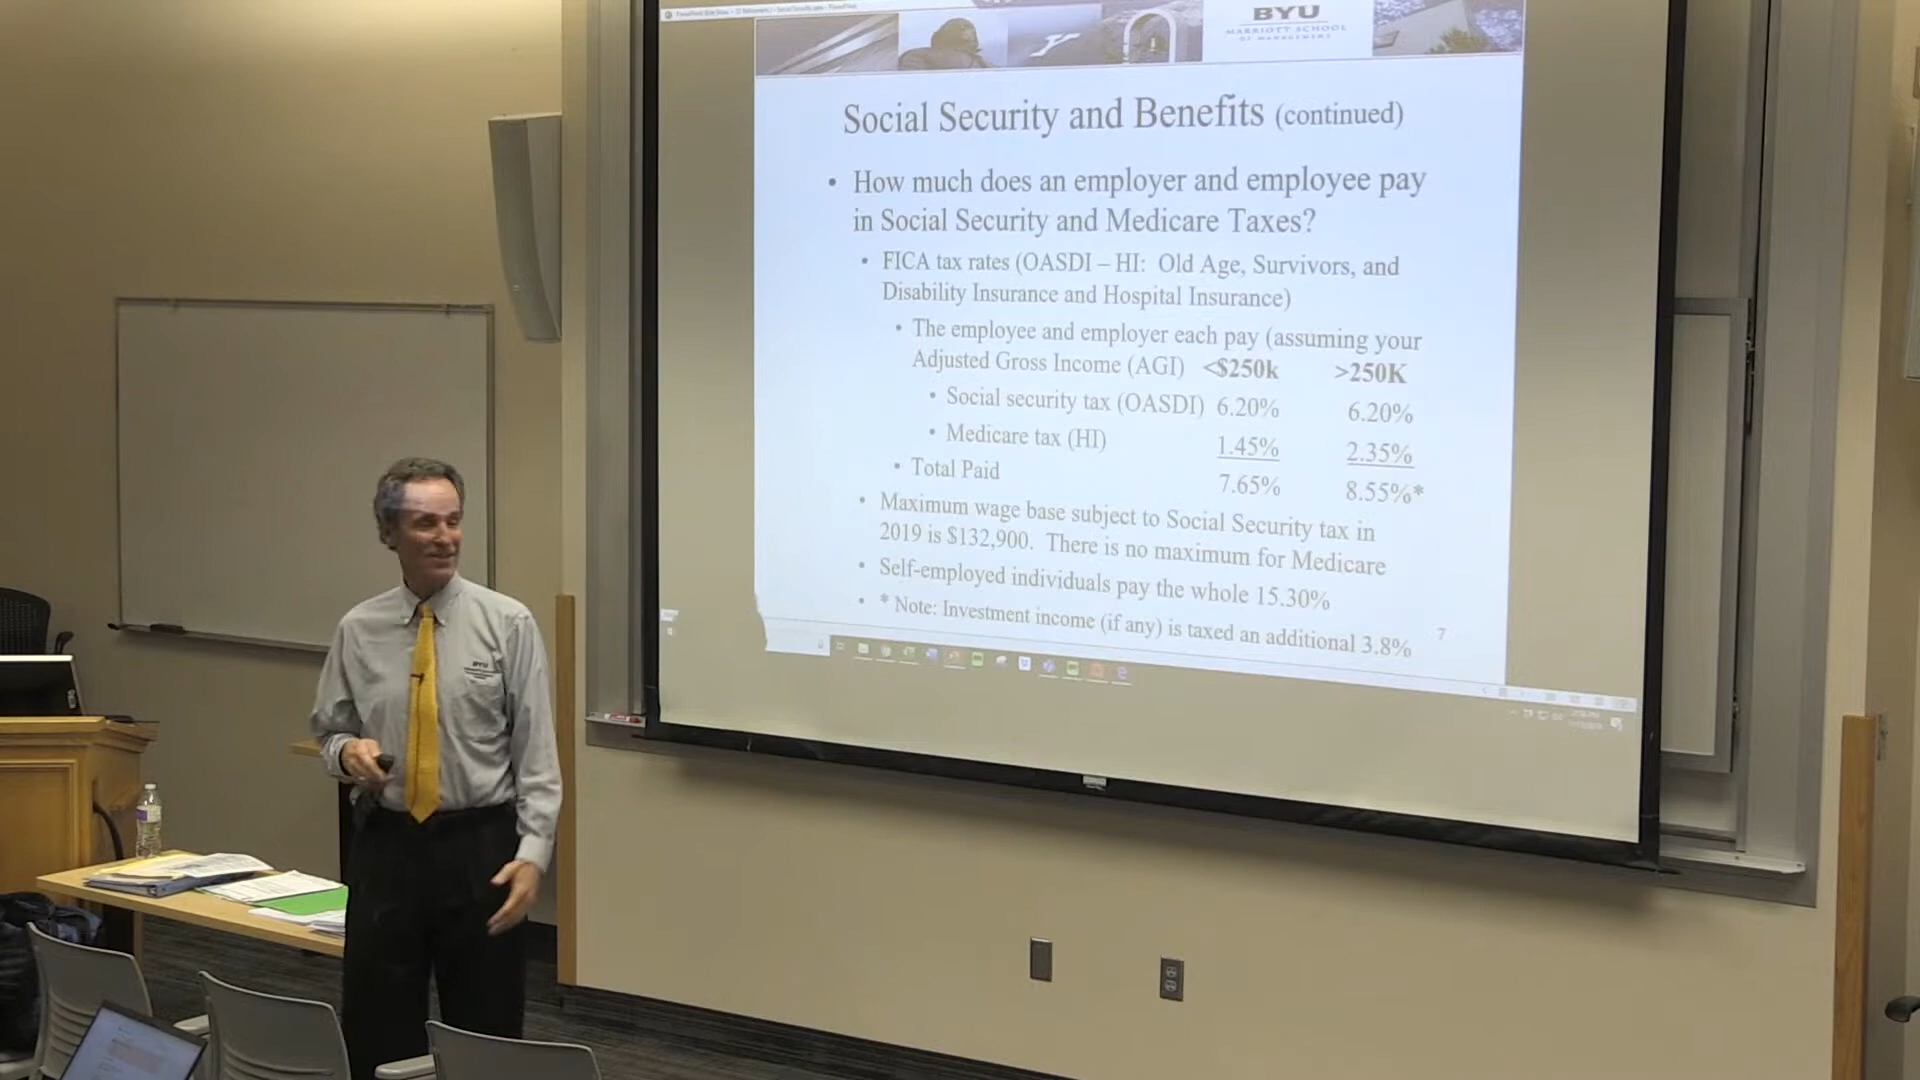 PowerPoint Slide Show
BYU
MARRIOTT SCHOOL
OF MANAGEMENT
Y
Social Security and Benefits (continued)
• How much does an employer and employee pay
in Social Security and Medicare Taxes?
• FICA tax rates (OASDI – HI: Old Age, Survivors, and
Disability Insurance and Hospital Insurance)
• The employee and employer each pay (assuming your
Adjusted Gross Income (AGI) <$250k >250K
• Social security tax (OASDI) 6.20% 6.20%
• Medicare tax (HI) 1.45% 2.35%
• Total Paid 7.65% 8.55%*
• Maximum wage base subject to Social Security tax in
2019 is $132,900. There is no maximum for Medicare
• Self-employed individuals pay the whole 15.30%
• * Note: Investment income (if any) is taxed an additional 3.8%
7
BYU